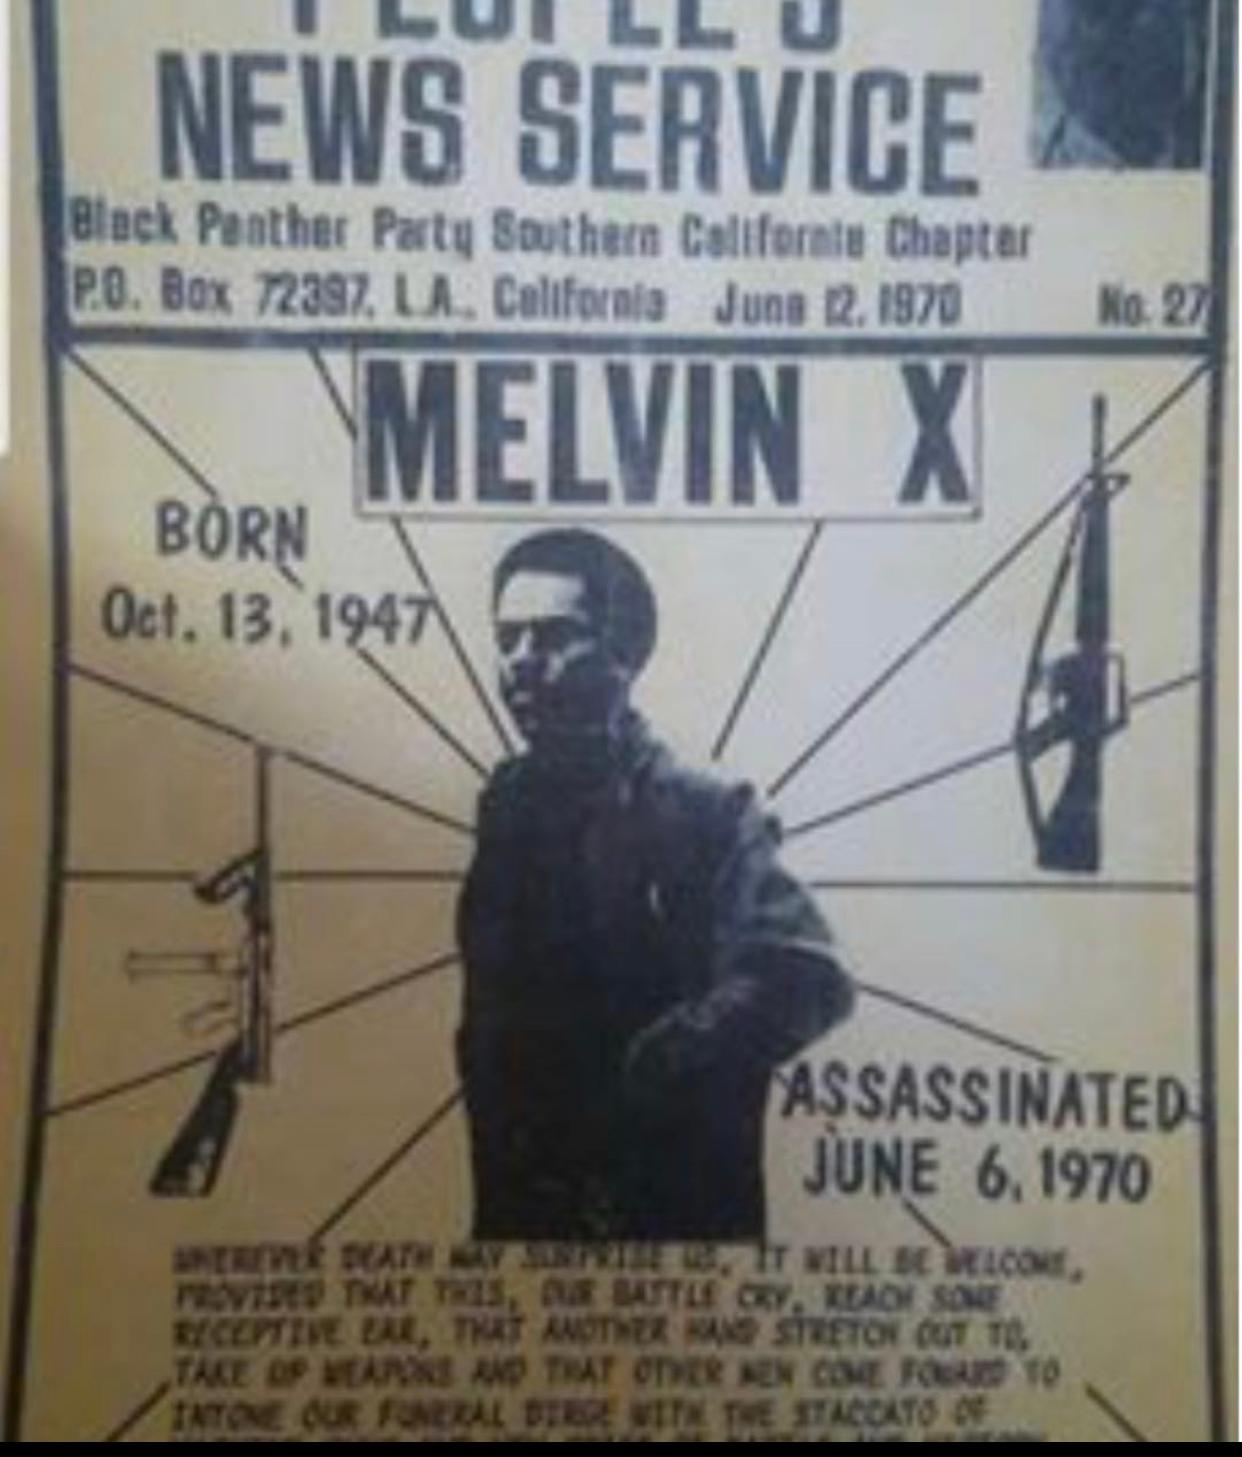 PEOPLE'S
NEWS SERVICE
Black Panther Party Southern California Chapter
P.O. Box 72397, L.A., California June 12, 1970 No. 27
MELVIN X
BORN
Oct. 13, 1947
ASSASSINATED
JUNE 6, 1970
WHEREVER DEATH MAY SURPRISE US, IT WILL BE WELCOME,
PROVIDED THAT THIS, OUR BATTLE CRY, REACH SOME
RECEPTIVE EAR, THAT ANOTHER HAND STRETCH OUT TO,
TAKE UP WEAPONS AND THAT OTHER MEN COME FOWARD TO
INTONE OUR FUNERAL DIRGE WITH THE STACCATO OF